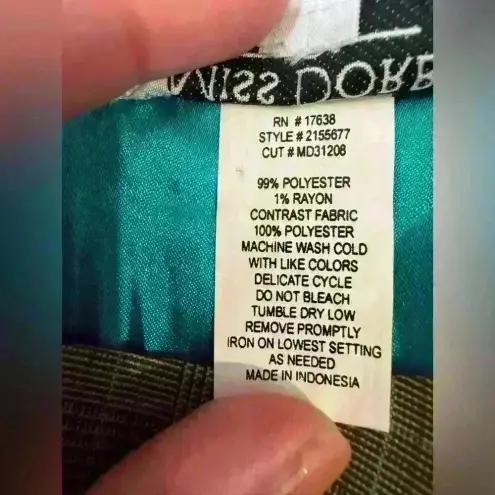 MISS DORB
RN # 17638
STYLE # 2155677
CUT # MD31208
99% POLYESTER
1% RAYON
CONTRAST FABRIC
100% POLYESTER
MACHINE WASH COLD
WITH LIKE COLORS
DELICATE CYCLE
DO NOT BLEACH
TUMBLE DRY LOW
REMOVE PROMPTLY
IRON ON LOWEST SETTING
AS NEEDED
MADE IN INDONESIA